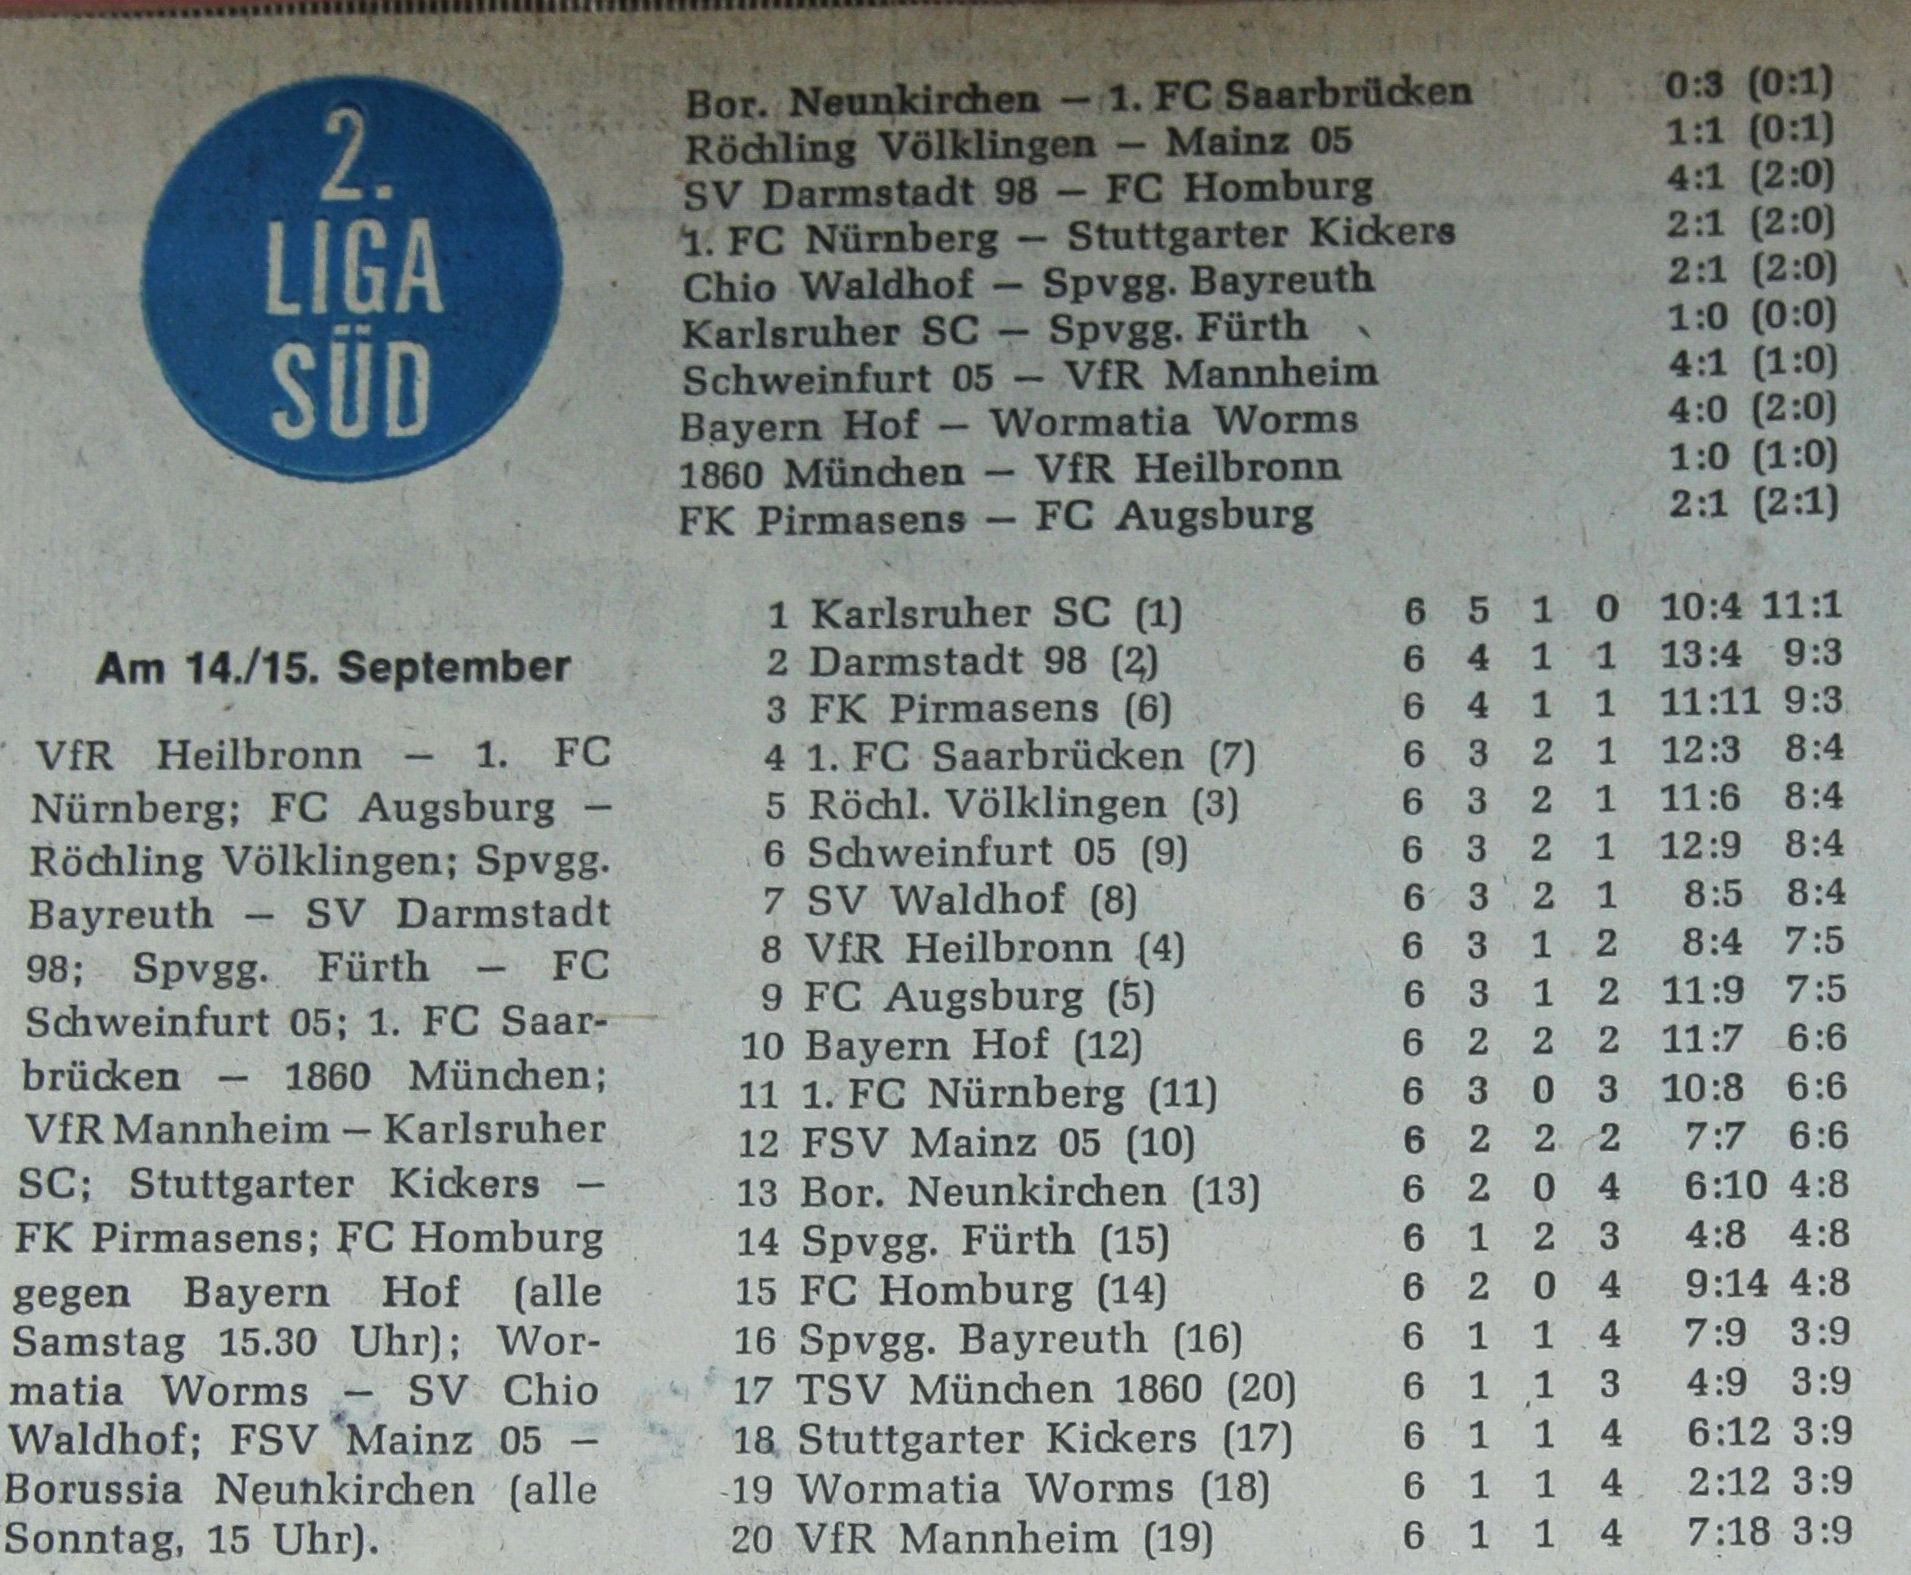 2.
LIGA
SÜD
Bor. Neunkirchen — 1. FC Saarbrücken 0:3 (0:1)
Röchling Völklingen — Mainz 05 1:1 (0:1)
SV Darmstadt 98 — FC Homburg 4:1 (2:0)
1. FC Nürnberg — Stuttgarter Kickers 2:1 (2:0)
Chio Waldhof — Spvgg. Bayreuth 2:1 (2:0)
Karlsruher SC — Spvgg. Fürth 1:0 (0:0)
Schweinfurt 05 — VfR Mannheim 4:1 (1:0)
Bayern Hof — Wormatia Worms 4:0 (2:0)
1860 München — VfR Heilbronn 1:0 (1:0)
FK Pirmasens — FC Augsburg 2:1 (2:1)
Am 14./15. September
VfR Heilbronn — 1. FC
Nürnberg; FC Augsburg —
Röchling Völklingen; Spvgg.
Bayreuth — SV Darmstadt
98; Spvgg. Fürth — FC
Schweinfurt 05; 1. FC Saar-
brücken — 1860 München;
VfR Mannheim — Karlsruher
SC; Stuttgarter Kickers —
FK Pirmasens; FC Homburg
gegen Bayern Hof (alle
Samstag 15.30 Uhr); Wor-
matia Worms — SV Chio
Waldhof; FSV Mainz 05 —
Borussia Neunkirchen (alle
Sonntag, 15 Uhr).
1 Karlsruher SC (1) 6 5 1 0 10:4 11:1
2 Darmstadt 98 (2) 6 4 1 1 13:4 9:3
3 FK Pirmasens (6) 6 4 1 1 11:11 9:3
4 1. FC Saarbrücken (7) 6 3 2 1 12:3 8:4
5 Röchl. Völklingen (3) 6 3 2 1 11:6 8:4
6 Schweinfurt 05 (9) 6 3 2 1 12:9 8:4
7 SV Waldhof (8) 6 3 2 1 8:5 8:4
8 VfR Heilbronn (4) 6 3 1 2 8:4 7:5
9 FC Augsburg (5) 6 3 1 2 11:9 7:5
10 Bayern Hof (12) 6 2 2 2 11:7 6:6
11 1. FC Nürnberg (11) 6 3 0 3 10:8 6:6
12 FSV Mainz 05 (10) 6 2 2 2 7:7 6:6
13 Bor. Neunkirchen (13) 6 2 0 4 6:10 4:8
14 Spvgg. Fürth (15) 6 1 2 3 4:8 4:8
15 FC Homburg (14) 6 2 0 4 9:14 4:8
16 Spvgg. Bayreuth (16) 6 1 1 4 7:9 3:9
17 TSV München 1860 (20) 6 1 1 3 4:9 3:9
18 Stuttgarter Kickers (17) 6 1 1 4 6:12 3:9
19 Wormatia Worms (18) 6 1 1 4 2:12 3:9
20 VfR Mannheim (19) 6 1 1 4 7:18 3:9